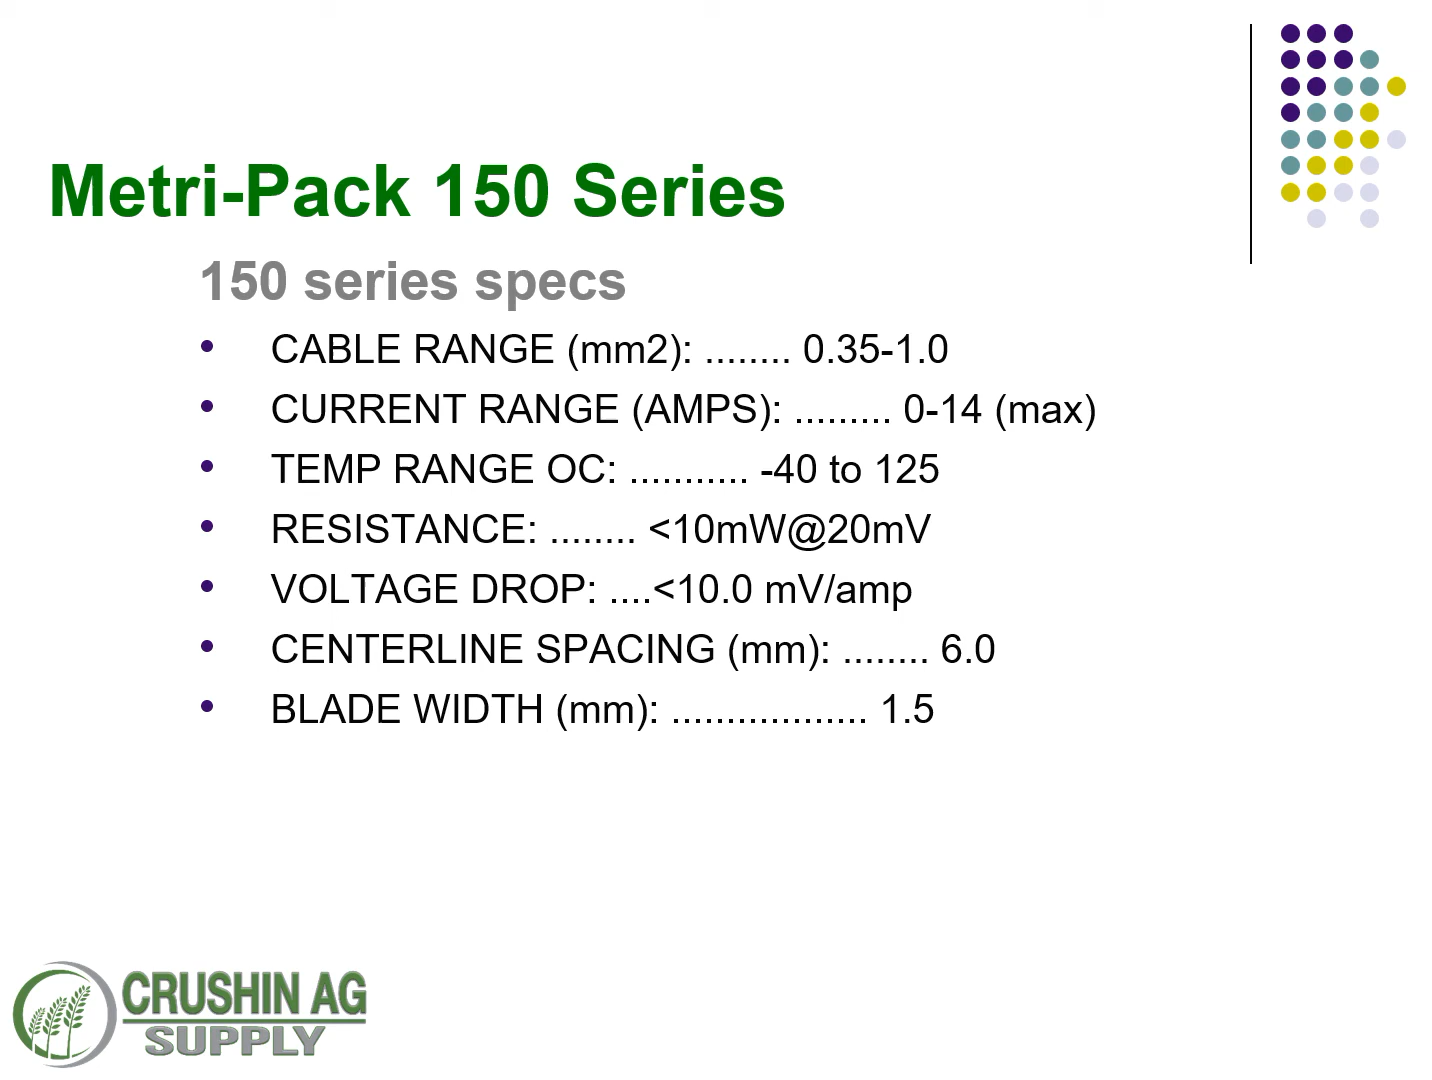 Metri-Pack 150 Series
150 series specs
• CABLE RANGE (mm2): ........ 0.35-1.0
• CURRENT RANGE (AMPS): ......... 0-14 (max)
• TEMP RANGE OC: ........... -40 to 125
• RESISTANCE: ........ <10mW@20mV
• VOLTAGE DROP: ....<10.0 mV/amp
• CENTERLINE SPACING (mm): ........ 6.0
• BLADE WIDTH (mm): .................. 1.5
CRUSHIN AG
SUPPLY